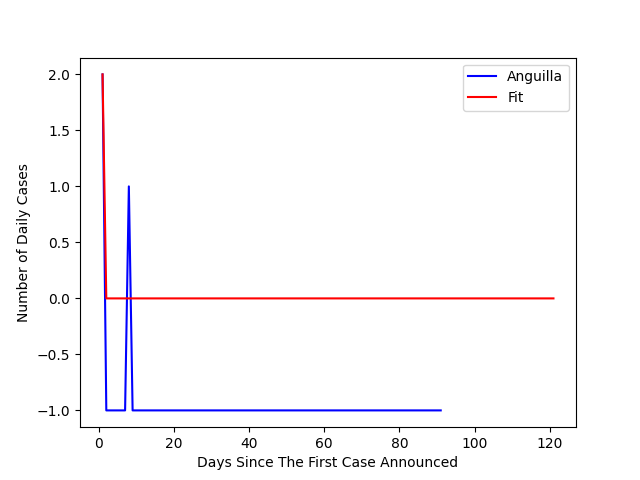 Anguilla
Fit
2.0
1.5
1.0
0.5
0.0
−0.5
−1.0
Number of Daily Cases
0 20 40 60 80 100 120
Days Since The First Case Announced